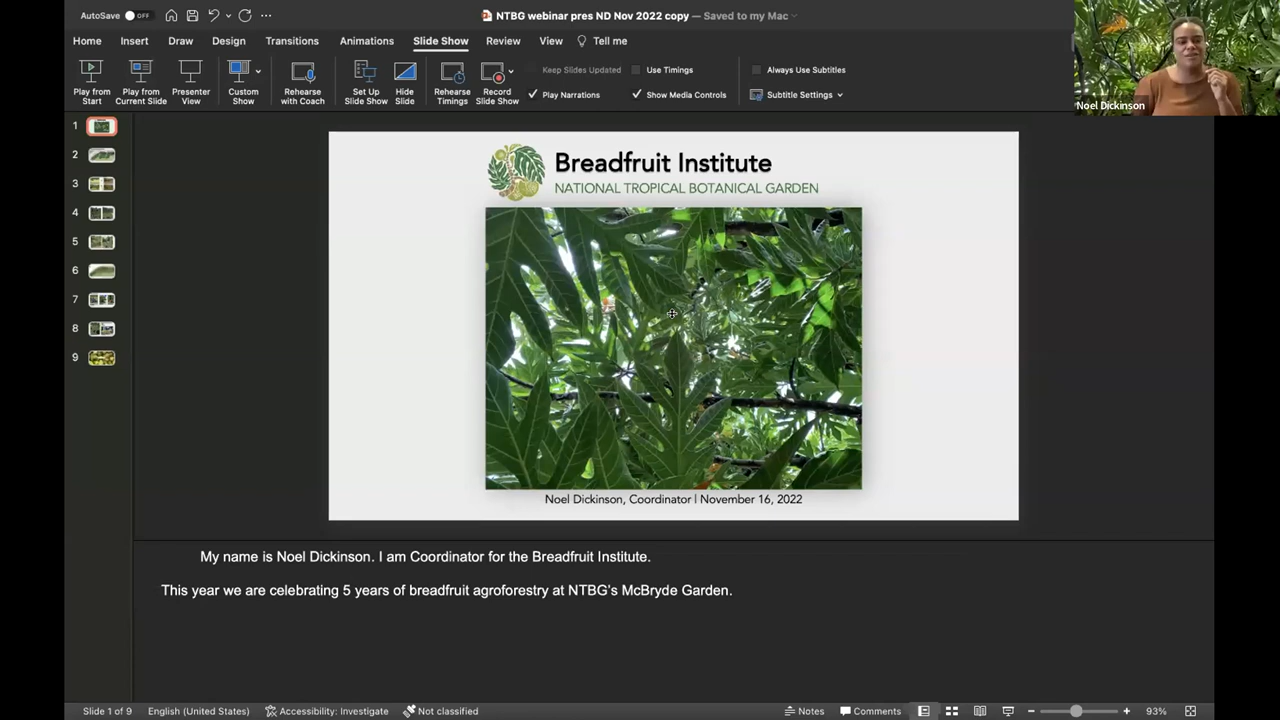 AutoSave OFF
NTBG webinar pres ND Nov 2022 copy — Saved to my Mac
Home Insert Draw Design Transitions Animations Slide Show Review View Tell me
Play from Start
Play from Current Slide
Presenter View
Custom Show
Rehearse with Coach
Set Up Slide Show
Hide Slide
Rehearse Timings
Record Slide Show
Keep Slides Updated
Use Timings
Play Narrations
Show Media Controls
Always Use Subtitles
Subtitle Settings
Noel Dickinson
1
2
3
4
5
6
7
8
9
Breadfruit Institute
NATIONAL TROPICAL BOTANICAL GARDEN
Noel Dickinson, Coordinator | November 16, 2022
My name is Noel Dickinson. I am Coordinator for the Breadfruit Institute.
This year we are celebrating 5 years of breadfruit agroforestry at NTBG's McBryde Garden.
Slide 1 of 9 English (United States) Accessibility: Investigate Not classified Notes Comments 93%